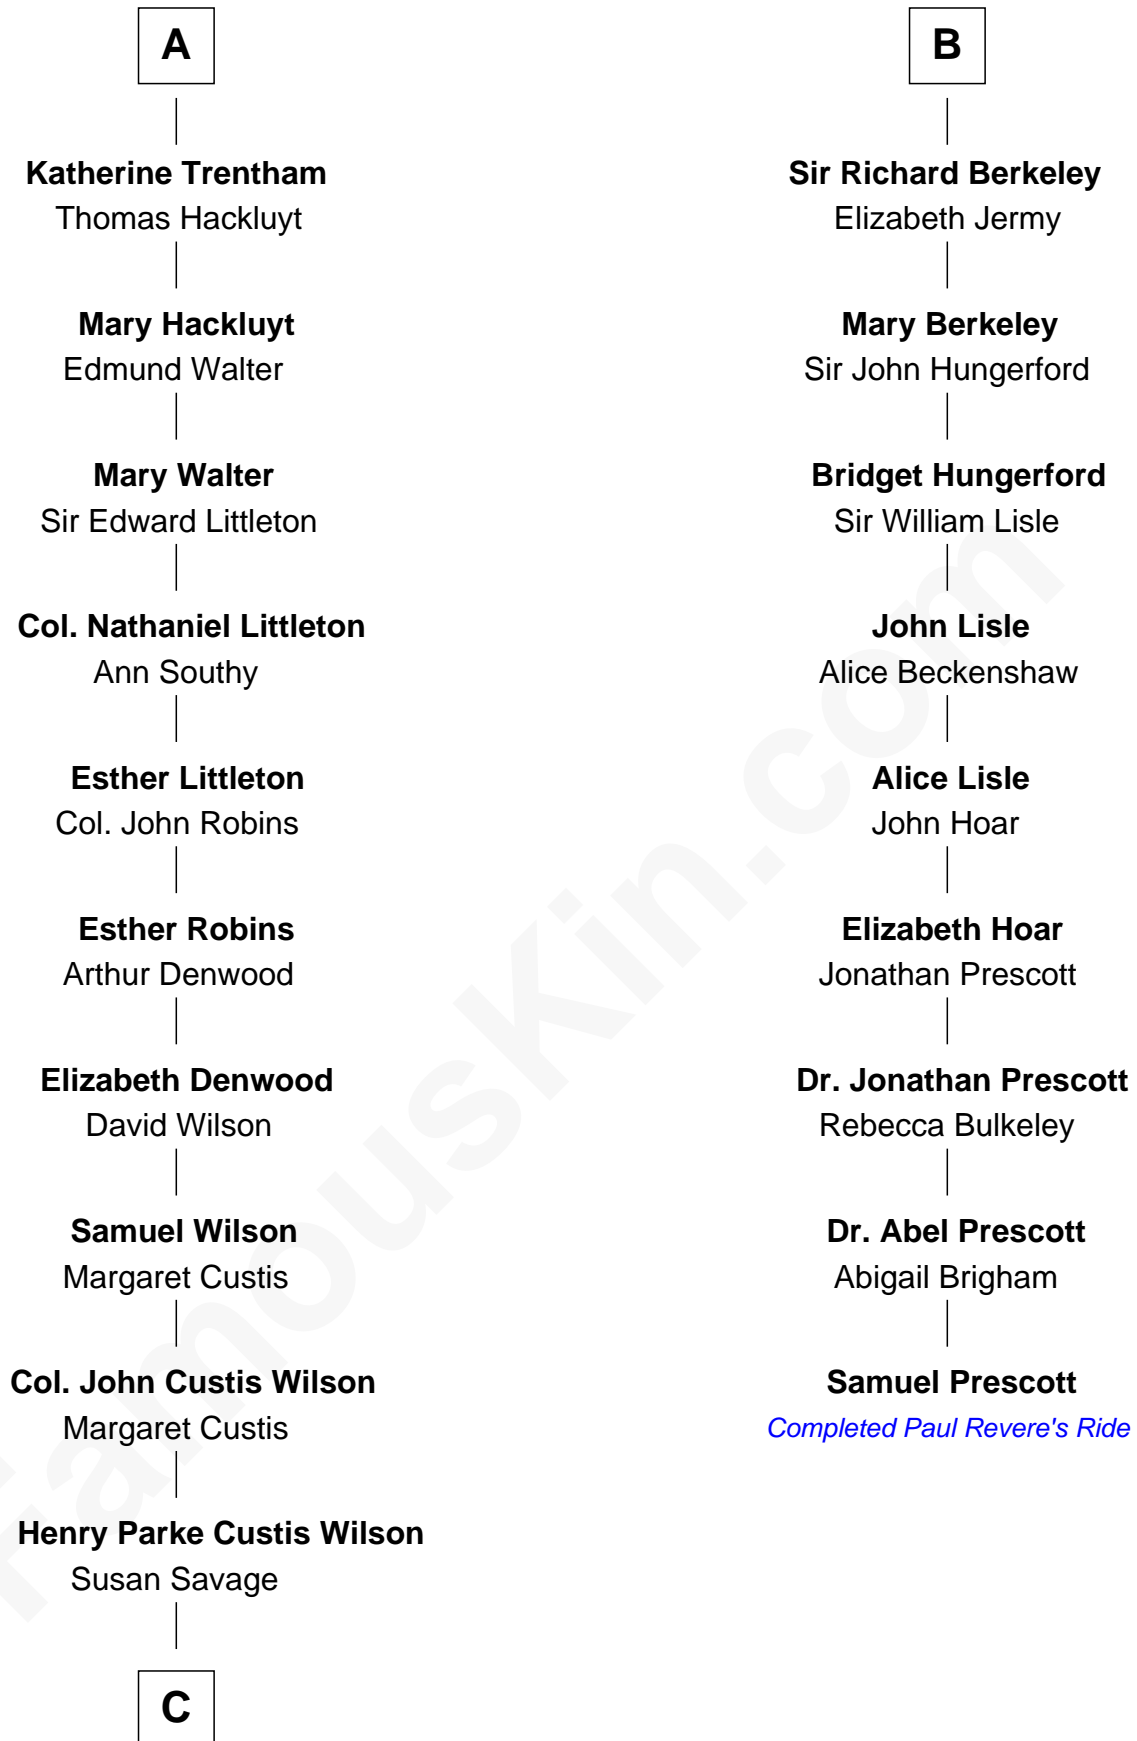 A
Katherine Trentham
Thomas Hackluyt
Mary Hackluyt
Edmund Walter
Mary Walter
Sir Edward Littleton
Col. Nathaniel Littleton
Ann Southy
Esther Littleton
Col. John Robins
Esther Robins
Arthur Denwood
Elizabeth Denwood
David Wilson
Samuel Wilson
Margaret Custis
Col. John Custis Wilson
Margaret Custis
Henry Parke Custis Wilson
Susan Savage
C
B
Sir Richard Berkeley
Elizabeth Jermy
Mary Berkeley
Sir John Hungerford
Bridget Hungerford
Sir William Lisle
John Lisle
Alice Beckenshaw
Alice Lisle
John Hoar
Elizabeth Hoar
Jonathan Prescott
Dr. Jonathan Prescott
Rebecca Bulkeley
Dr. Abel Prescott
Abigail Brigham
Samuel Prescott
Completed Paul Revere's Ride
FamousKin.com